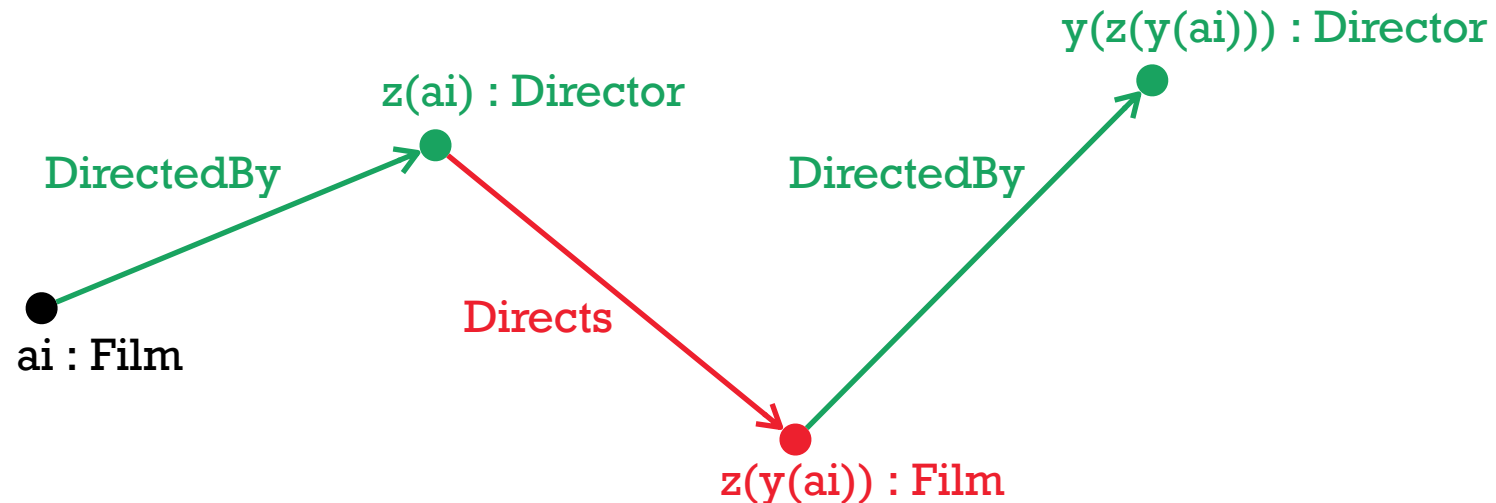 y(z(y(ai))) : Director
z(ai) : Director
DirectedBy
DirectedBy
Directs
ai : Film
z(y(ai)) : Film